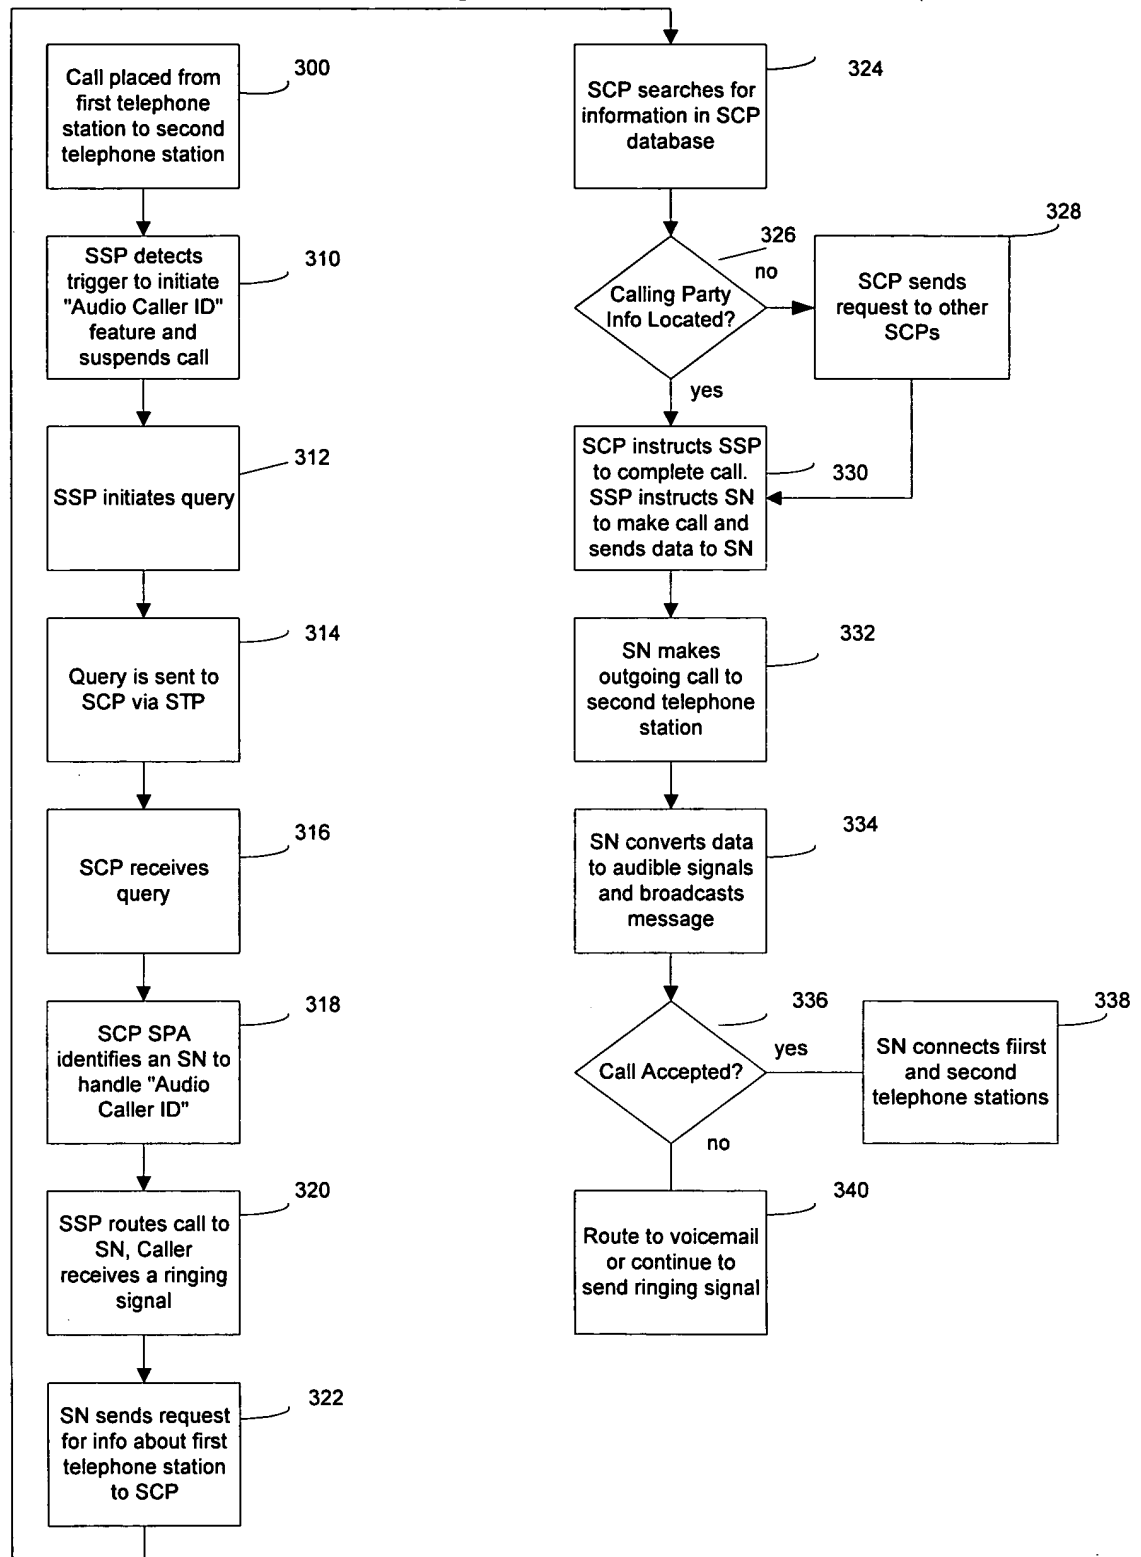 Call placed from
first telephone
station to second
telephone station
300
SSP detects
trigger to initiate
"Audio Caller ID"
feature and
suspends call
310
SSP initiates query
312
Query is sent to
SCP via STP
314
SCP receives
query
316
SCP SPA
identifies an SN to
handle "Audio
Caller ID"
318
SSP routes call to
SN, Caller
receives a ringing
signal
320
SN sends request
for info about first
telephone station
to SCP
322
SCP searches for
information in SCP
database
324
Calling Party
Info Located?
326
no
yes
SCP sends
request to other
SCPs
328
SCP instructs SSP
to complete call.
SSP instructs SN
to make call and
sends data to SN
330
SN makes
outgoing call to
second telephone
station
332
SN converts data
to audible signals
and broadcasts
message
334
Call Accepted?
336
yes
no
SN connects fiirst
and second
telephone stations
338
Route to voicemail
or continue to
send ringing signal
340